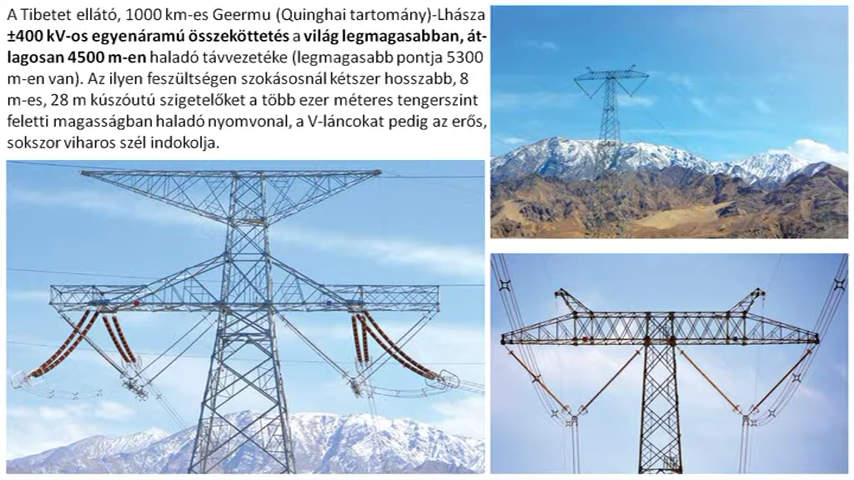 A Tibetet ellátó, 1000 km-es Geermu (Quinghai tartomány)-Lhásza
±400 kV-os egyenáramú összeköttetés a világ legmagasabban, át-
lagosan 4500 m-en haladó távvezetéke (legmagasabb pontja 5300
m-en van). Az ilyen feszültségen szokásosnál kétszer hosszabb, 8
m-es, 28 m kúszóutú szigetelőket a több ezer méteres tengerszint
feletti magasságban haladó nyomvonal, a V-láncokat pedig az erős,
sokszor viharos szél indokolja.